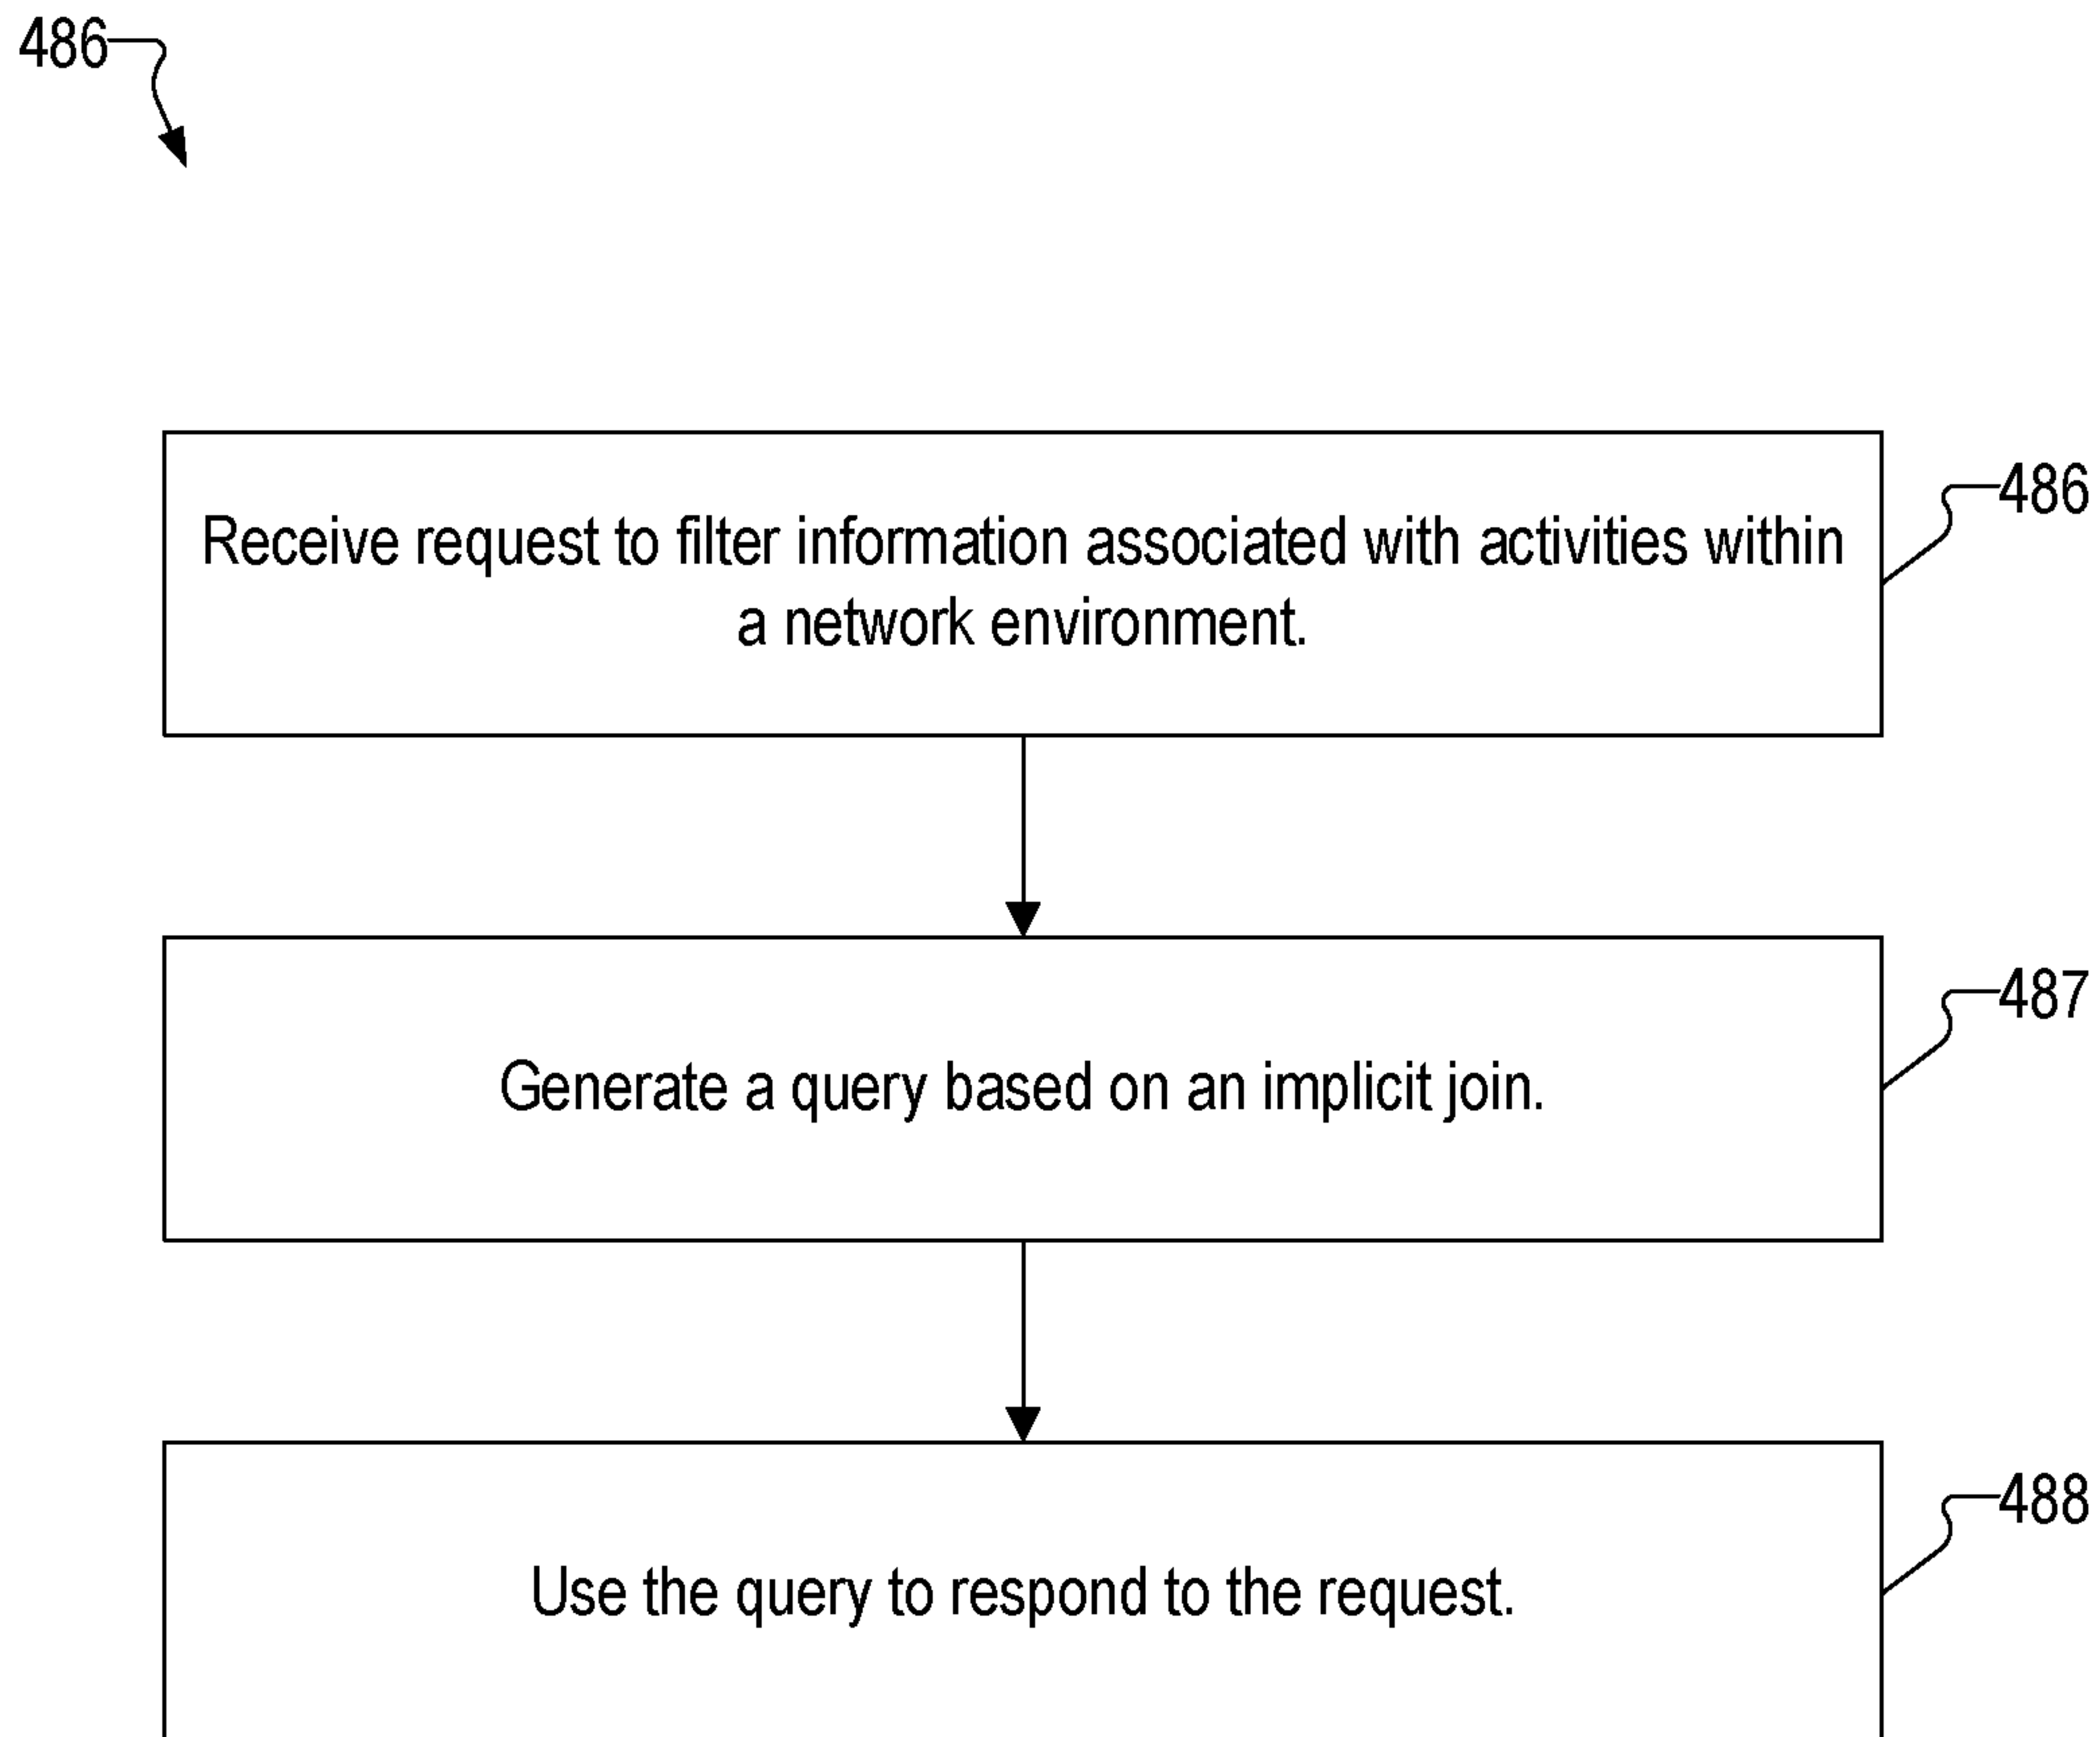 486
486
Receive request to filter information associated with activities within
a network environment.
487
Generate a query based on an implicit join.
488
Use the query to respond to the request.